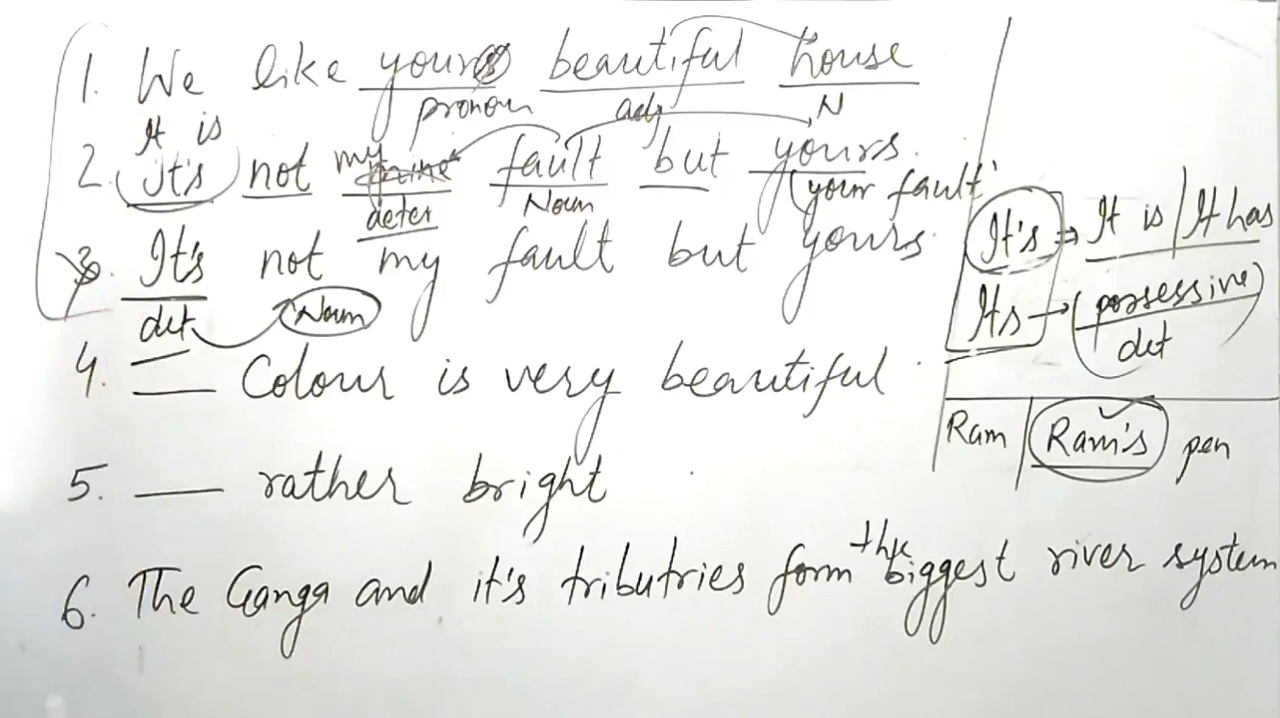 1. We like yours beautiful house
pronoun adj N
It is
2. it's not my mine fault but yours.
deter Noun (your fault)
3. It's not my fault but yours.
det Noun
4. __ Colour is very beautiful.
5. __ rather bright
6. The Ganga and it's tributries form the biggest river system
It's → It is | It has
Its → possessive
det
Ram | Ram's pen